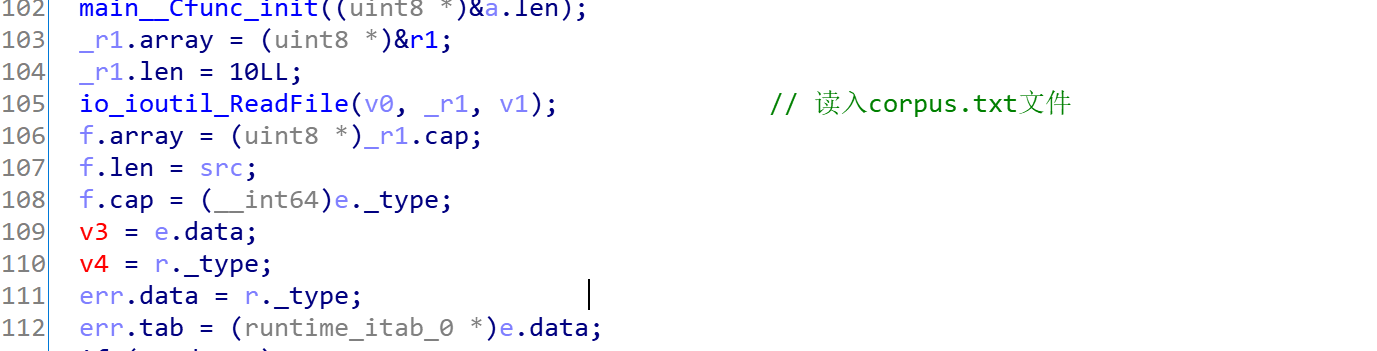 102 main__Cfunc_init((uint8 *)&a.len);
103 _r1.array = (uint8 *)&r1;
104 _r1.len = 10LL;
105 io_ioutil_ReadFile(v0, _r1, v1); // 读入corpus.txt文件
106 f.array = (uint8 *)_r1.cap;
107 f.len = src;
108 f.cap = (__int64)e._type;
109 v3 = e.data;
110 v4 = r._type;
111 err.data = r._type;
112 err.tab = (runtime_itab_0 *)e.data;